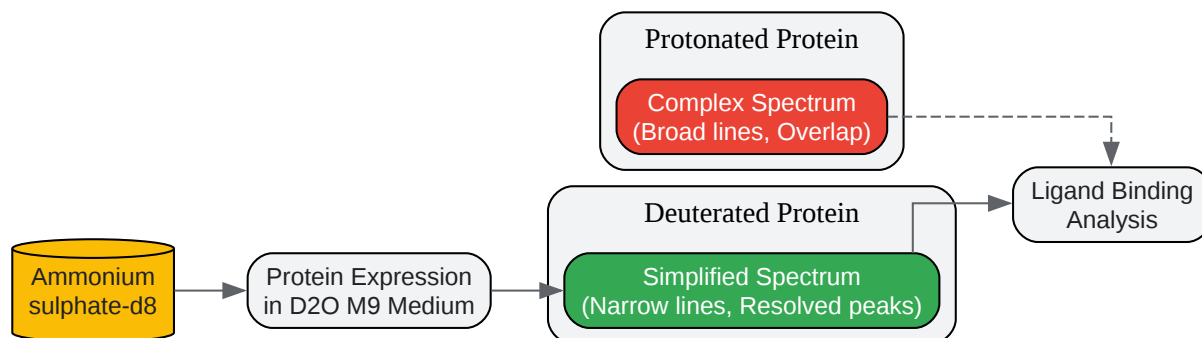 Protonated Protein
Complex Spectrum
(Broad lines, Overlap)
Ligand Binding
Analysis
Deuterated Protein
Simplified Spectrum
(Narrow lines, Resolved peaks)
Protein Expression
in D2O M9 Medium
Ammonium
sulphate-d8